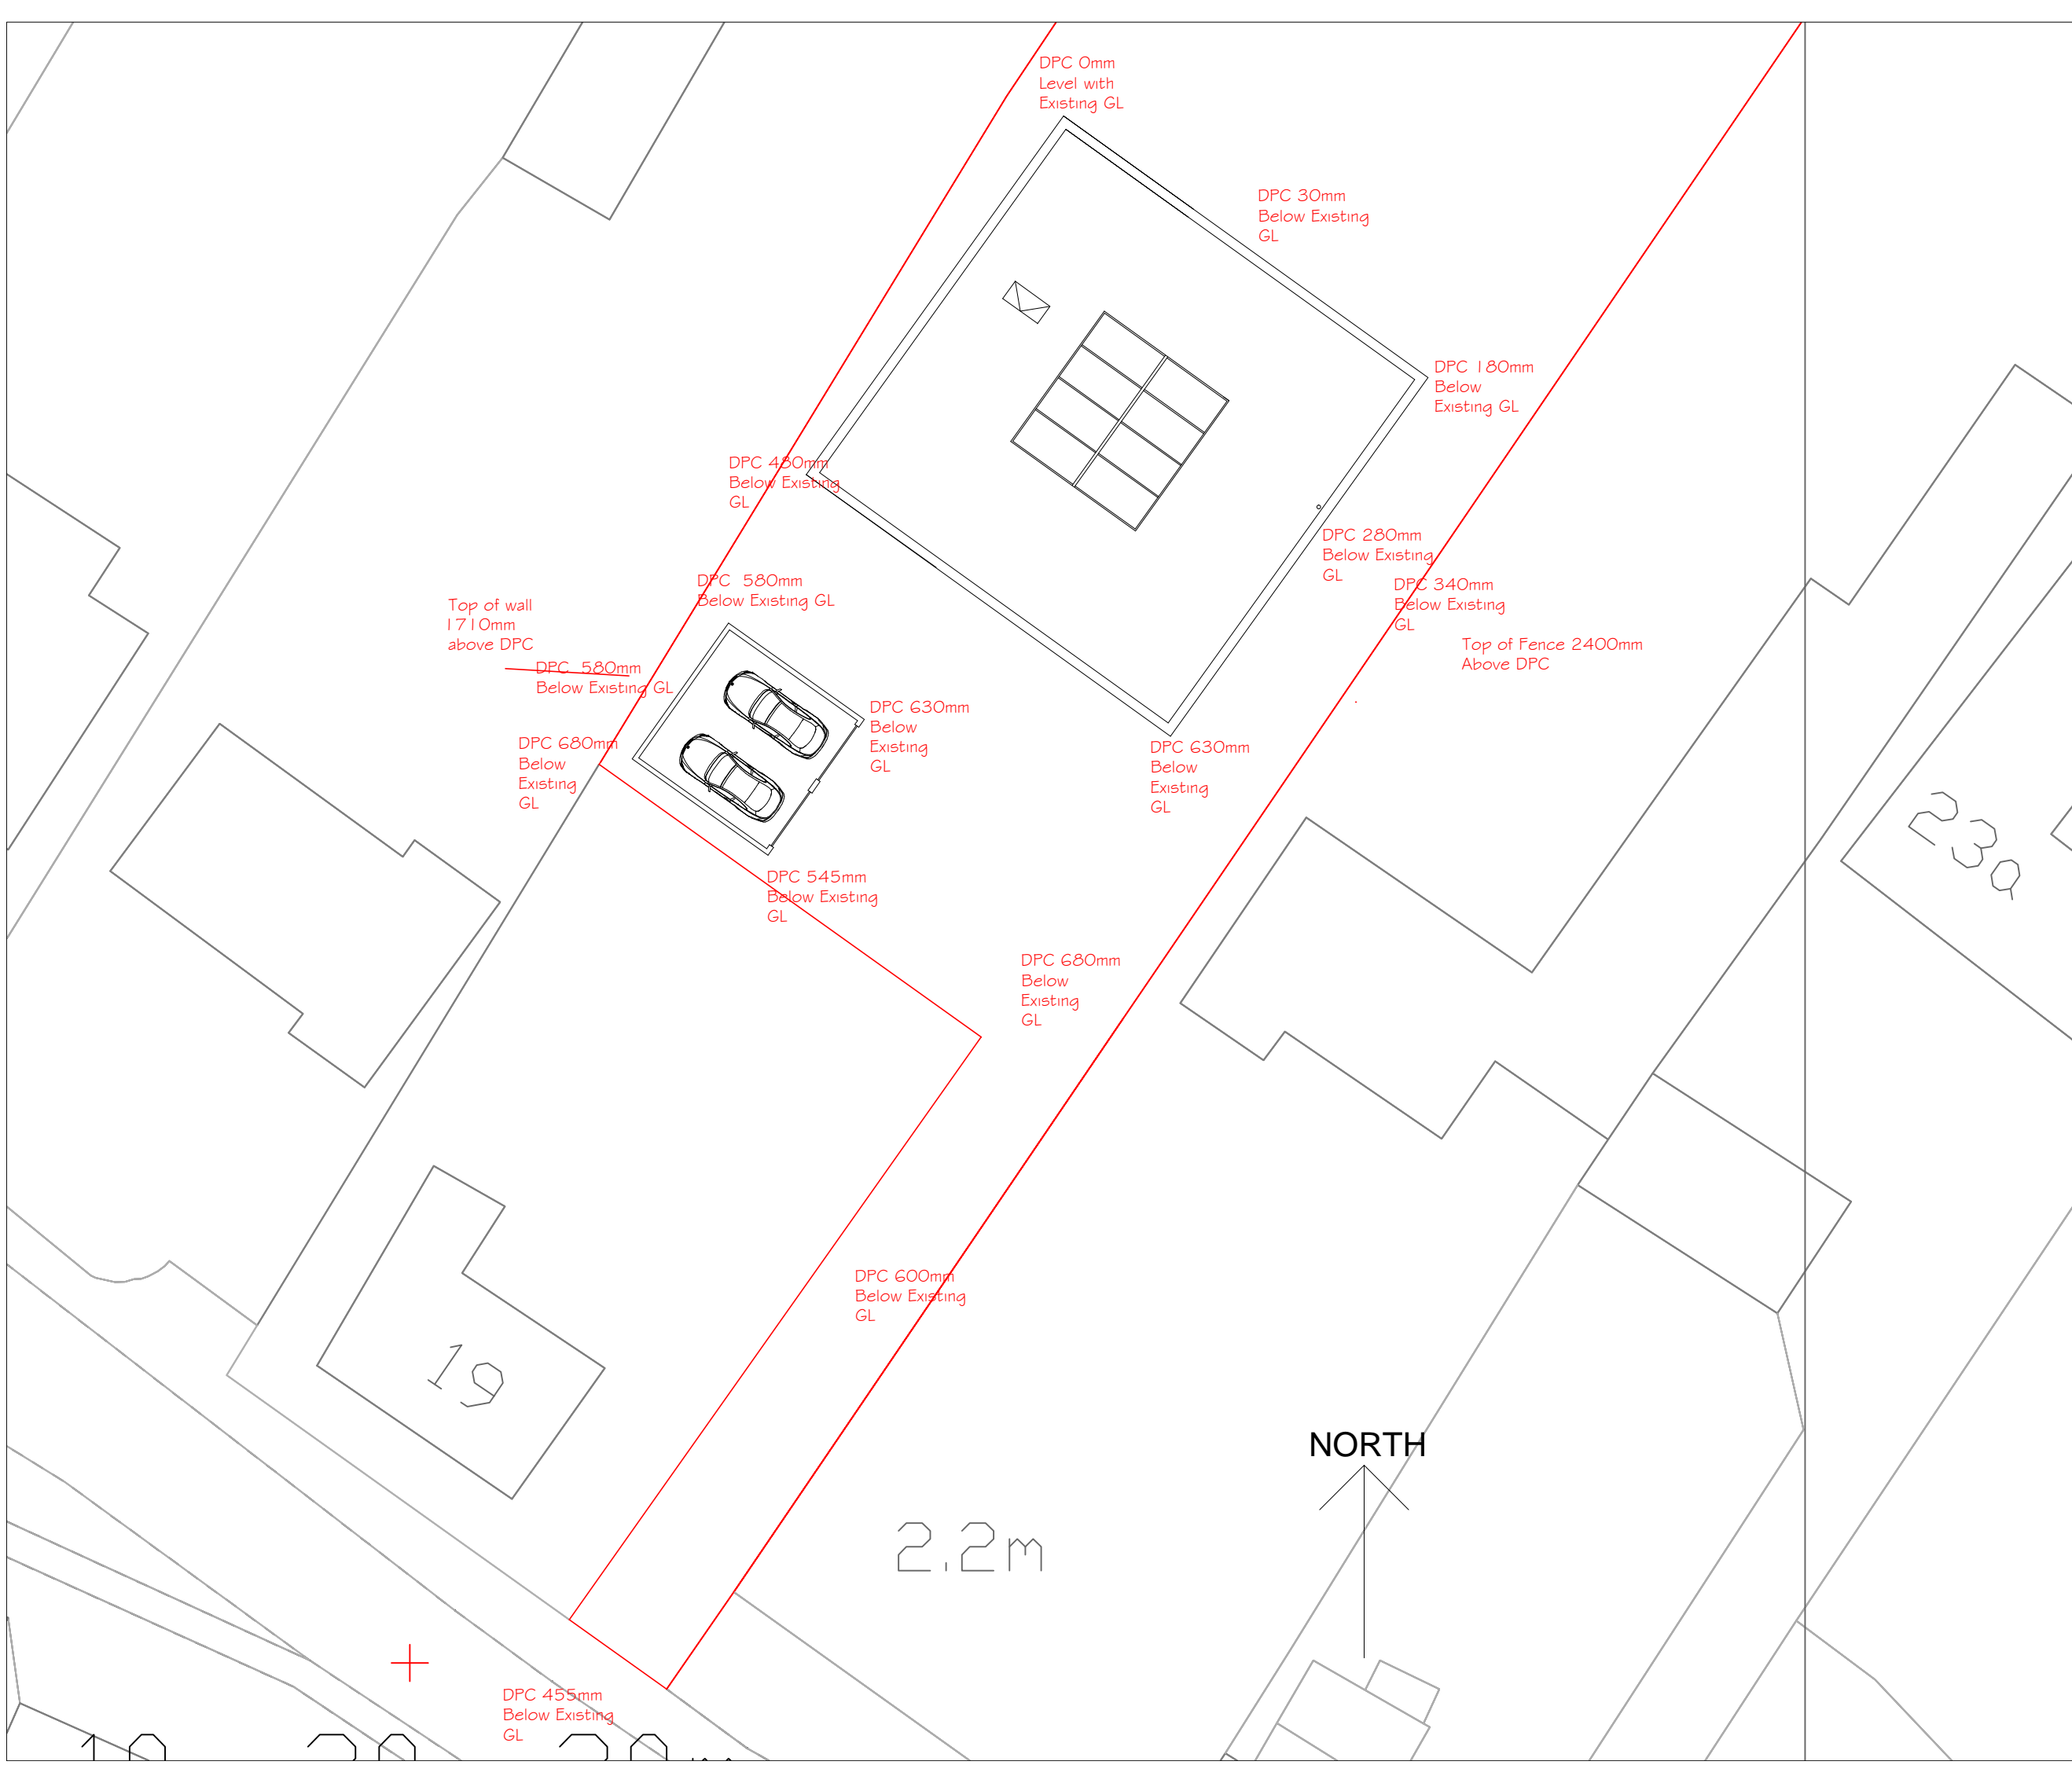 DPC 0mm
Level with
Existing GL
DPC 30mm
Below Existing
GL
DPC 180mm
Below
Existing GL
DPC 480mm
Below Existing
GL
DPC 280mm
Below Existing
GL
DPC 340mm
Below Existing
GL
DPC 580mm
Below Existing GL
Top of wall
1710mm
above DPC
Top of Fence 2400mm
Above DPC
DPC 580mm
Below Existing GL
DPC 630mm
Below
Existing
GL
DPC 680mm
Below
Existing
GL
DPC 630mm
Below
Existing
GL
23a
DPC 545mm
Below Existing
GL
DPC 680mm
Below
Existing
GL
DPC 600mm
Below Existing
GL
19
NORTH
2.2m
DPC 455mm
Below Existing
GL